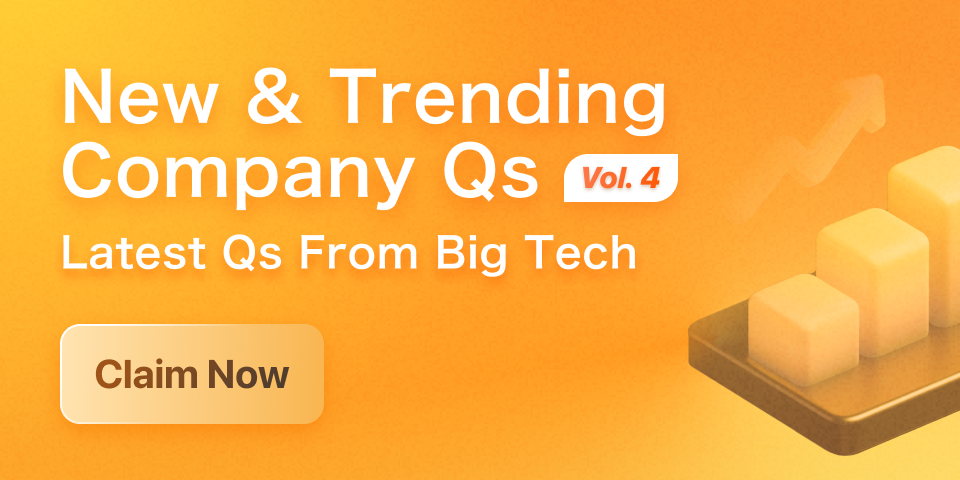 New & Trending
Company Qs Vol. 4
Latest Qs From Big Tech
Claim Now